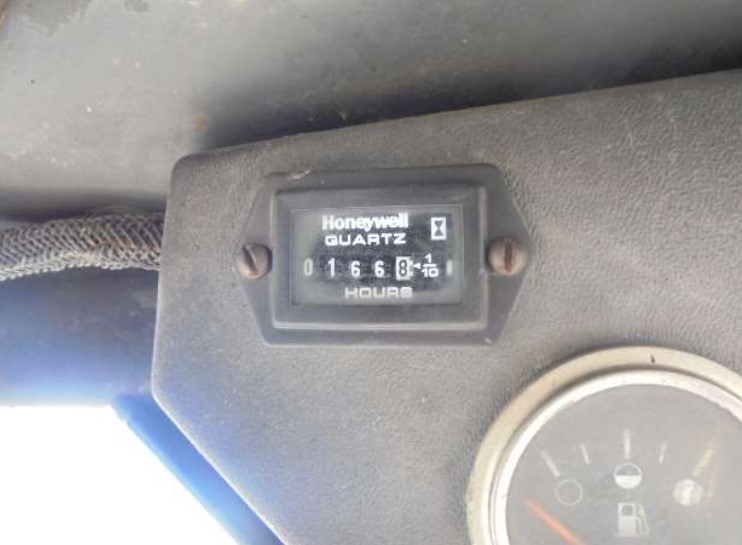 Honeywell
QUARTZ
0 1 6 6 8 1/10
HOURS